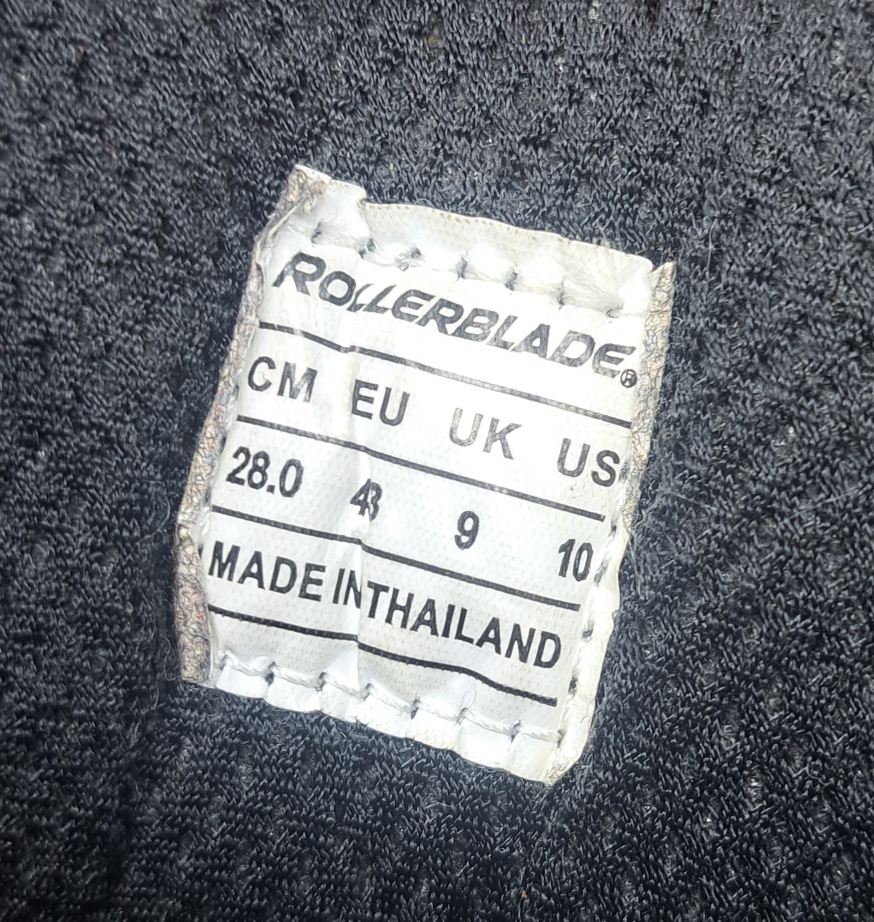 ROLLERBLADE®
CM EU UK US
28.0 43 9 10
MADE IN THAILAND